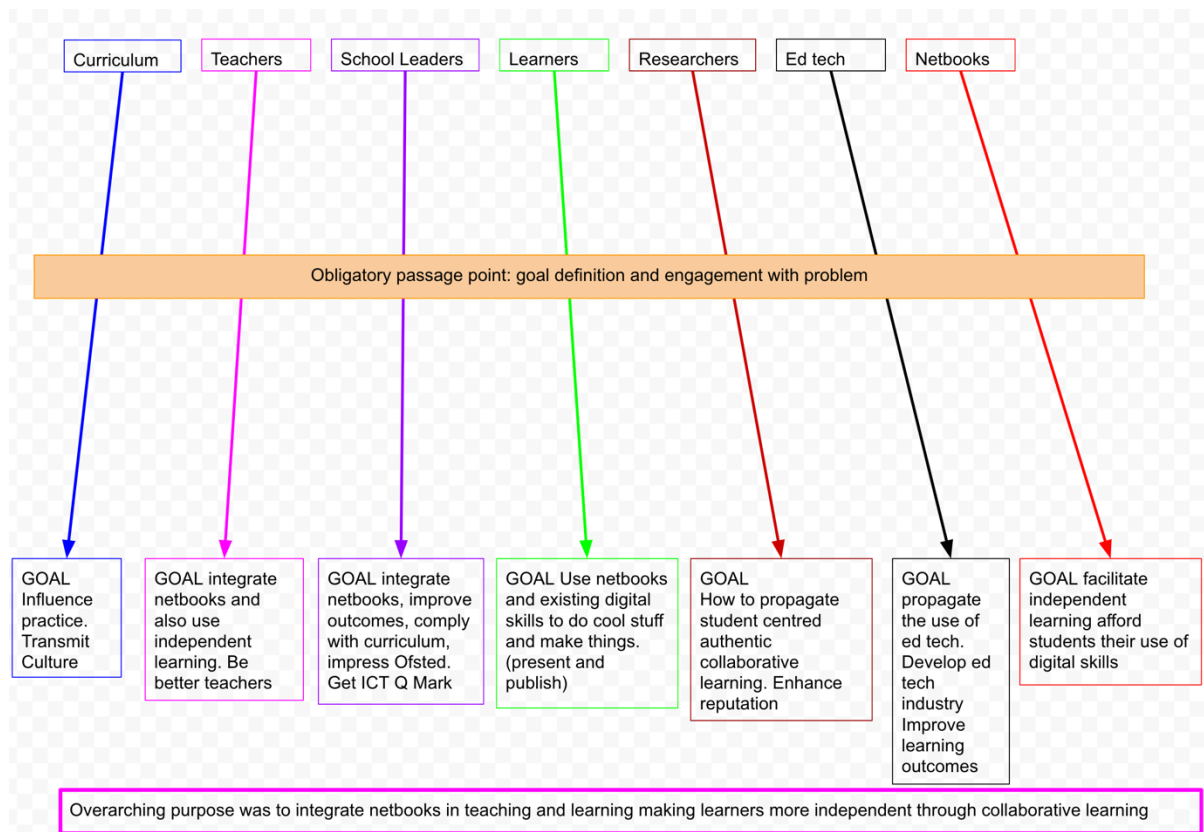 Curriculum
Teachers
School Leaders
Learners
Researchers
Ed tech
Netbooks
Obligatory passage point: goal definition and engagement with problem
GOAL
Influence
practice.
Transmit
Culture
GOAL integrate
netbooks and
also use
independent
learning. Be
better teachers
GOAL integrate
netbooks, improve
outcomes, comply
with curriculum,
impress Ofsted.
Get ICT Q Mark
GOAL Use netbooks
and existing digital
skills to do cool stuff
and make things.
(present and
publish)
GOAL
How to propagate
student centred
authentic
collaborative
learning. Enhance
reputation
GOAL
propagate
the use of
ed tech.
Develop ed
tech
industry
Improve
learning
outcomes
GOAL facilitate
independent
learning afford
students their use of
digital skills
Overarching purpose was to integrate netbooks in teaching and learning making learners more independent through collaborative learning